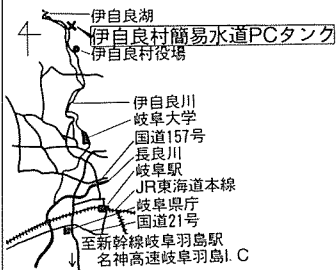 伊自良湖
伊自良村簡易水道PCタンク
伊自良村役場
伊自良川
岐阜大学
国道157号
長良川
岐阜駅
JR東海道本線
岐阜県庁
国道21号
至新幹線岐阜羽島駅
名神高速岐阜羽島I.C